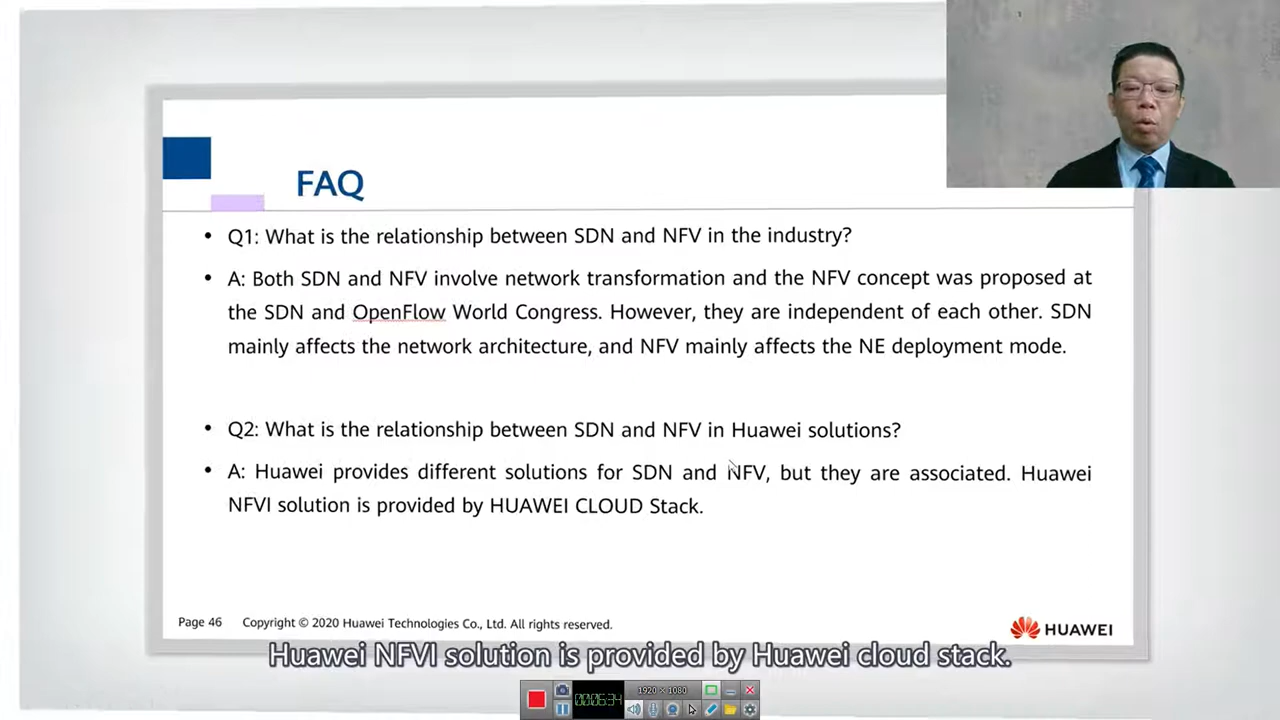 FAQ
• Q1: What is the relationship between SDN and NFV in the industry?
• A: Both SDN and NFV involve network transformation and the NFV concept was proposed at
the SDN and OpenFlow World Congress. However, they are independent of each other. SDN
mainly affects the network architecture, and NFV mainly affects the NE deployment mode.
• Q2: What is the relationship between SDN and NFV in Huawei solutions?
• A: Huawei provides different solutions for SDN and NFV, but they are associated. Huawei
NFVI solution is provided by HUAWEI CLOUD Stack.
Page 46 Copyright © 2020 Huawei Technologies Co., Ltd. All rights reserved.
HUAWEI
Huawei NFVI solution is provided by Huawei cloud stack.
1920 × 1080
000:06:34